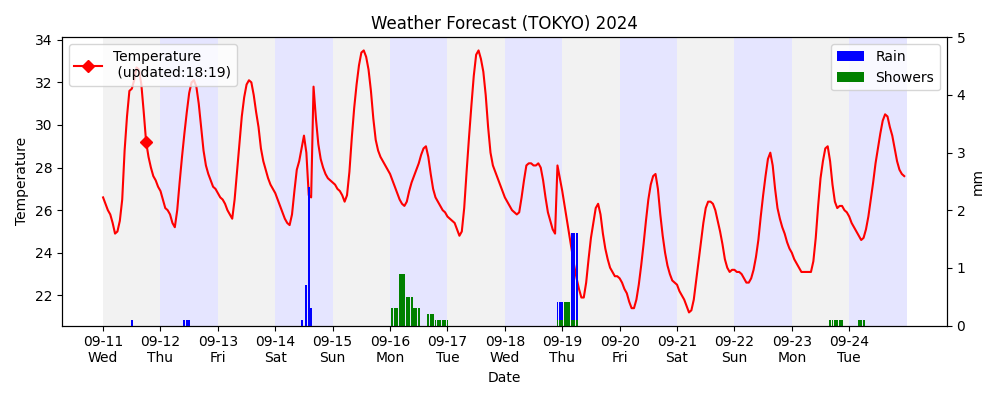 Weather Forecast (TOKYO) 2024
Temperature
(updated:18:19)
Rain
Showers
34
32
30
28
26
24
22
Temperature
5
4
3
2
1
0
mm
09-11 09-12 09-13 09-14 09-15 09-16 09-17 09-18 09-19 09-20 09-21 09-22 09-23 09-24
Wed Thu Fri Sat Sun Mon Tue Wed Thu Fri Sat Sun Mon Tue
Date